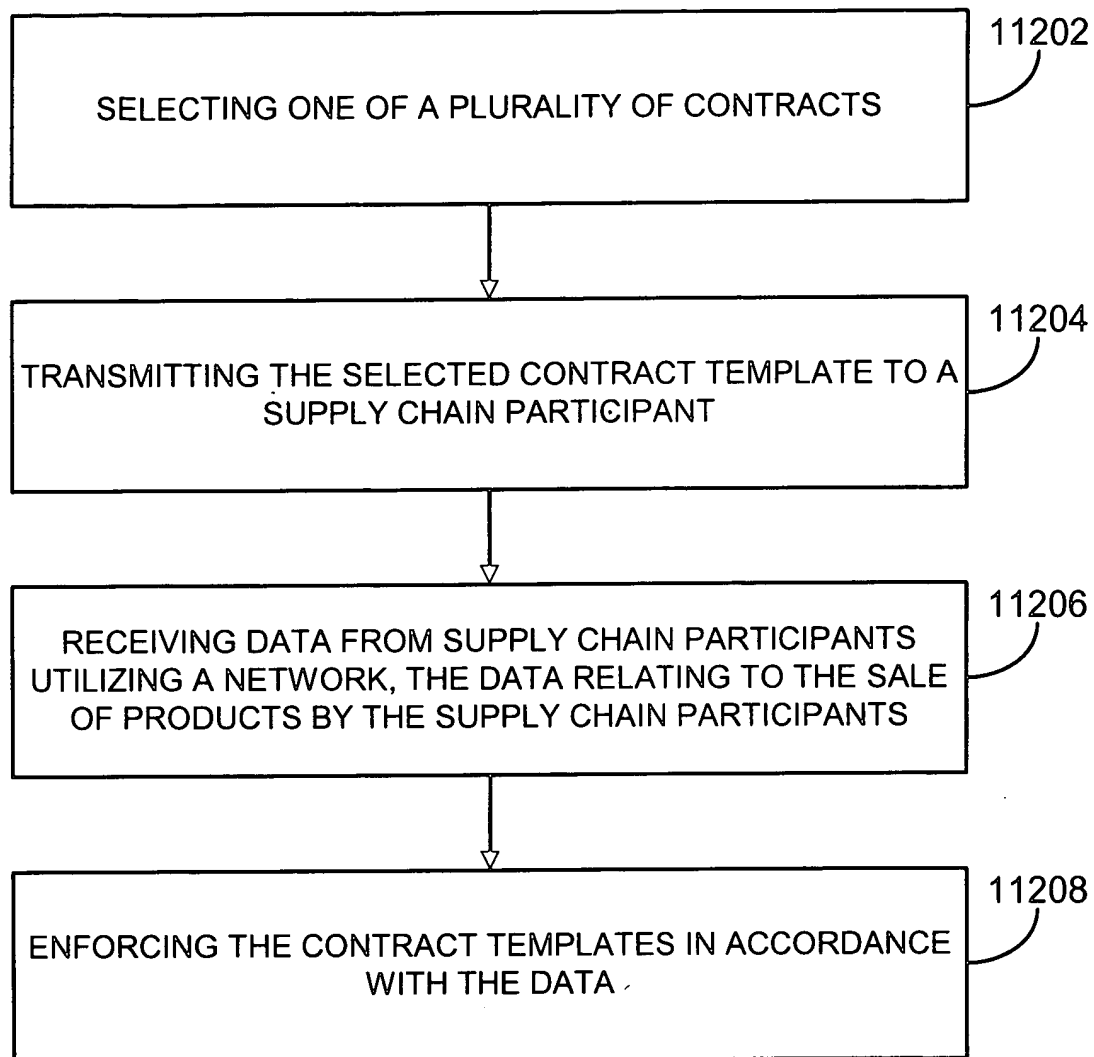 11202
SELECTING ONE OF A PLURALITY OF CONTRACTS
11204
TRANSMITTING THE SELECTED CONTRACT TEMPLATE TO A
SUPPLY CHAIN PARTICIPANT
11206
RECEIVING DATA FROM SUPPLY CHAIN PARTICIPANTS
UTILIZING A NETWORK, THE DATA RELATING TO THE SALE
OF PRODUCTS BY THE SUPPLY CHAIN PARTICIPANTS
11208
ENFORCING THE CONTRACT TEMPLATES IN ACCORDANCE
WITH THE DATA